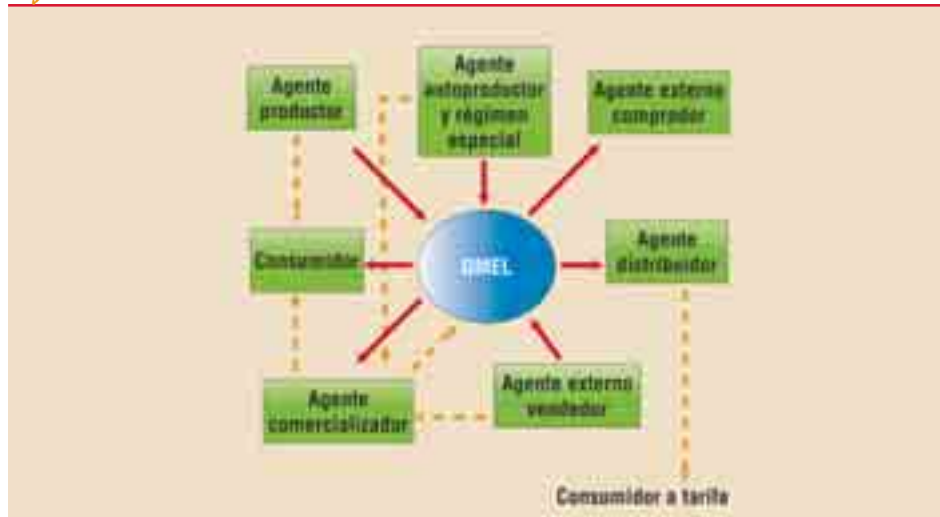 Agente
productor
Agente
autoproductor
y régimen
especial
Agente externo
comprador
Consumidor
OMEL
Agente
distribuidor
Agente
comercializador
Agente externo
vendedor
Consumidor a tarifa